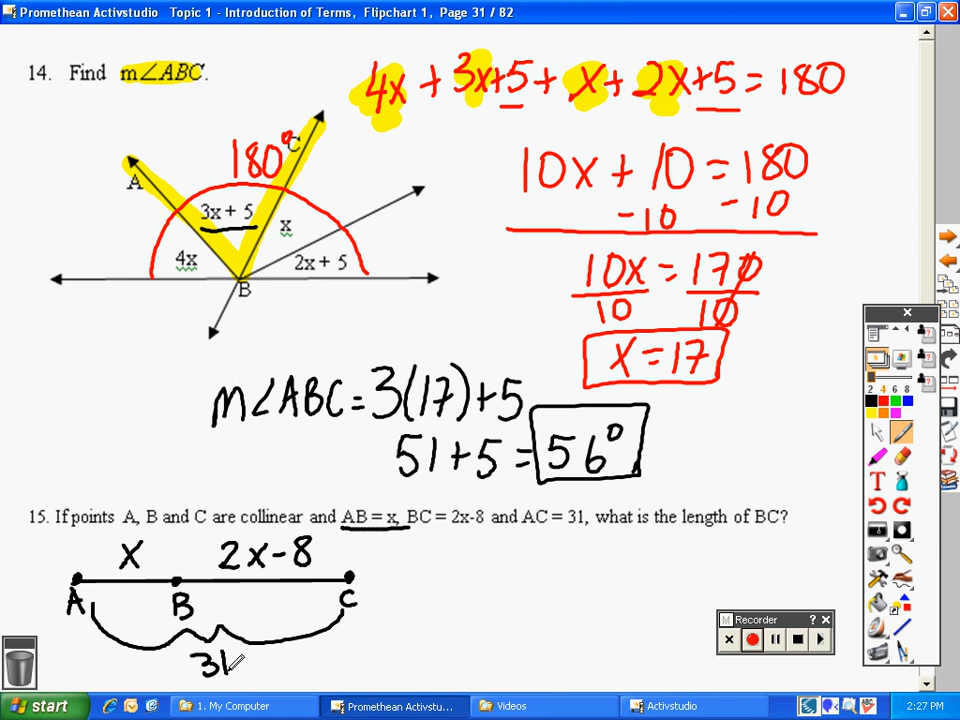 Promethean Activstudio Topic 1 - Introduction of Terms, Flipchart 1, Page 31 / 82
14. Find m∠ABC.
4x + 3x+5 + x + 2x+5 = 180
180°
C
A
3x + 5
x
4x
2x + 5
B
10x + 10 = 180
-10 -10
10x = 170
10 10
x = 17
m∠ABC = 3(17)+5
51+5 = 56°
15. If points A, B and C are collinear and AB = x, BC = 2x-8 and AC = 31, what is the length of BC?
x 2x-8
A B C
31
2 4 6 8
T
M Recorder ? ×
start
1. My Computer
Promethean Activstu...
Videos
Activstudio
2:27 PM